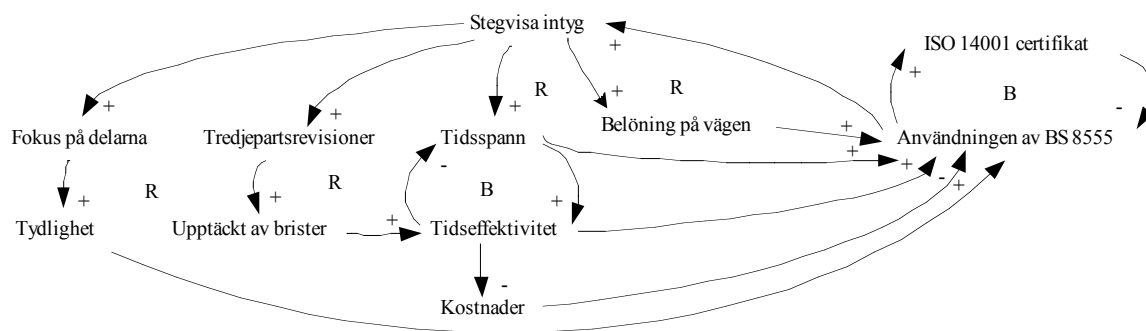 Stegvisa intyg
ISO 14001 certifikat
+
+
R
R
B
-
+
+
+
+
Fokus på delarna
Tredjepartsrevisioner
Tidsspann
Belöning på vägen
+
+
+
Användningen av BS 8555
R
R
-
B
-
+
+
+
+
+
Tydlighet
Upptäckt av brister
Tidseffektivitet
-
Kostnader